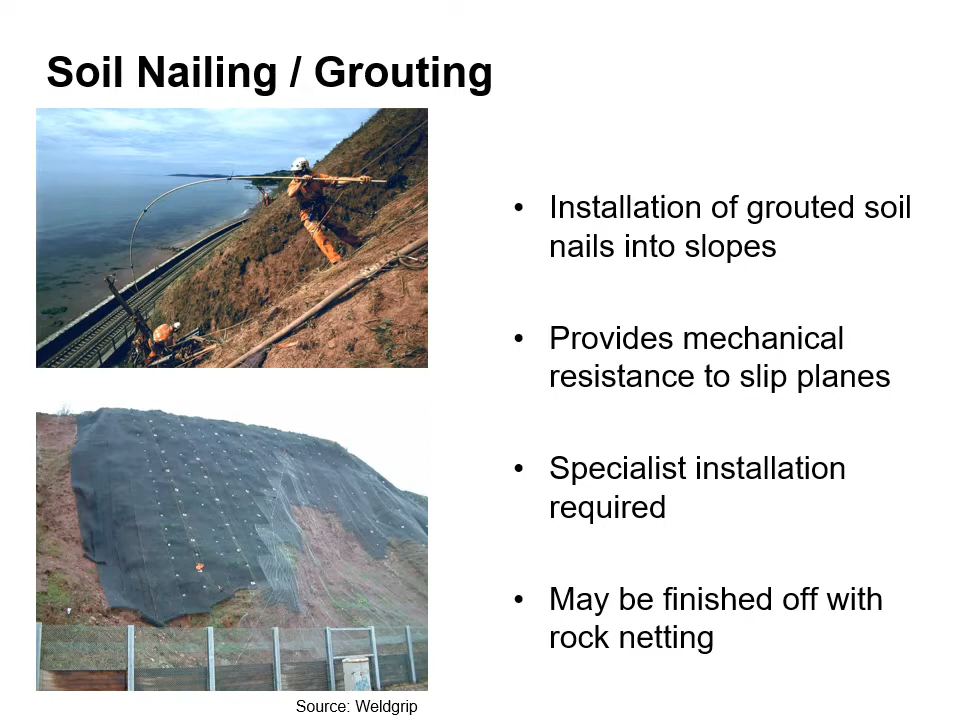 Soil Nailing / Grouting
• Installation of grouted soil
nails into slopes
• Provides mechanical
resistance to slip planes
• Specialist installation
required
• May be finished off with
rock netting
Source: Weldgrip